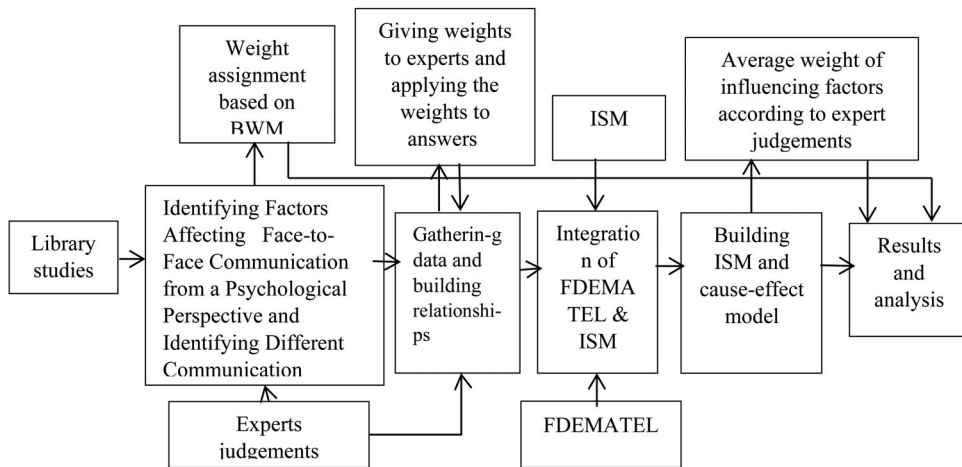 Weight
assignment
based on
BWM
Giving weights
to experts and
applying the
weights to
answers
ISM
Average weight of
influencing factors
according to expert
judgements
Library
studies
Identifying Factors
Affecting Face-to-
Face Communication
from a Psychological
Perspective and
Identifying Different
Communication
Gatherin-g
data and
building
relationshi-
ps
Integratio
n of
FDEMA
TEL &
ISM
Building
ISM and
cause-effect
model
Results
and
analysis
Experts
judgements
FDEMATEL